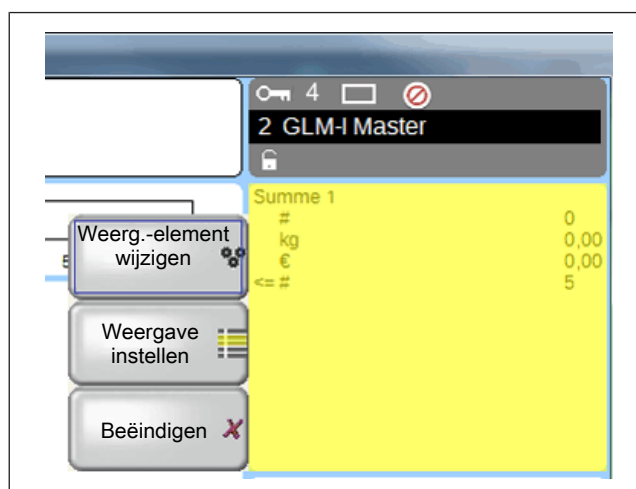 4
2 GLM-I Master
Summe 1
# 0
kg 0,00
€ 0,00
<= # 5
Weerg.-element
wijzigen
Weergave
instellen
Beëindigen